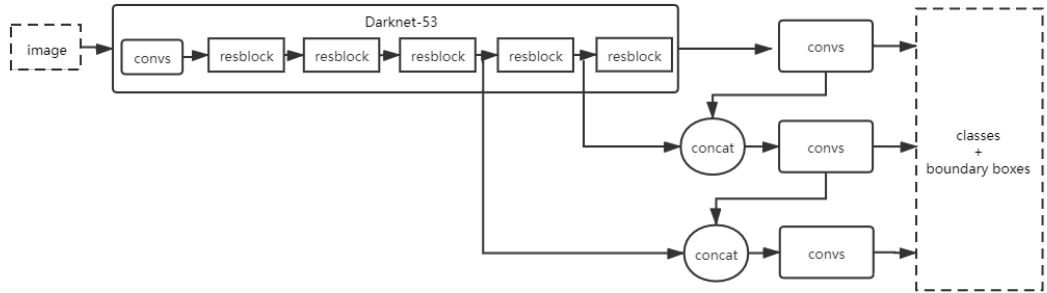 Darknet-53
image
convs
resblock
resblock
resblock
resblock
resblock
convs
concat
convs
concat
convs
classes
+
boundary boxes